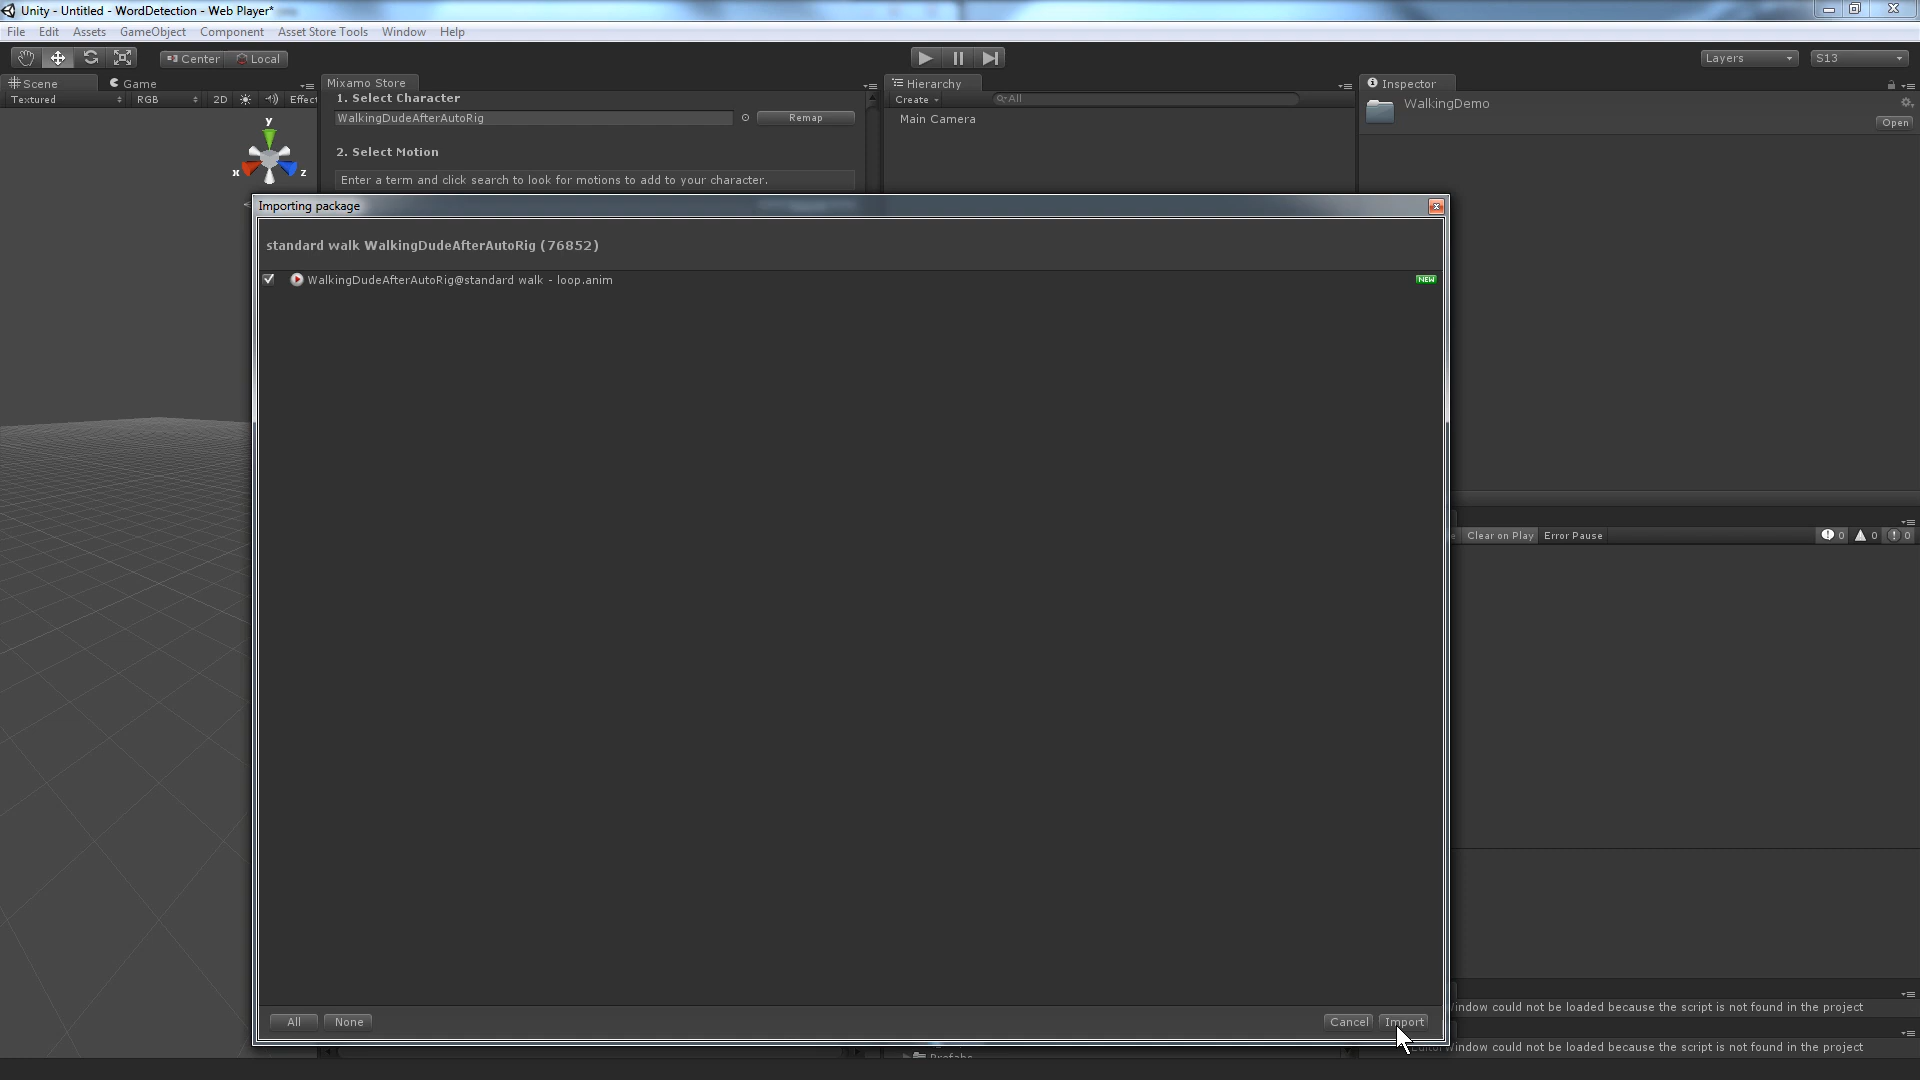 Unity - Untitled - WordDetection - Web Player*
File Edit Assets GameObject Component Asset Store Tools Window Help
Center Local
Layers
S13
Scene
Game
Textured
RGB
2D
Effect
y
x
z
Mixamo Store
1. Select Character
WalkingDudeAfterAutoRig
Remap
2. Select Motion
Enter a term and click search to look for motions to add to your character.
Hierarchy
Create
All
Main Camera
Inspector
WalkingDemo
Open
Importing package
standard walk WalkingDudeAfterAutoRig (76852)
WalkingDudeAfterAutoRig@standard walk - loop.anim
NEW
Clear on Play Error Pause
0
0
0
All
None
Cancel
Import
indow could not be loaded because the script is not found in the project
Window could not be loaded because the script is not found in the project
Prefabs